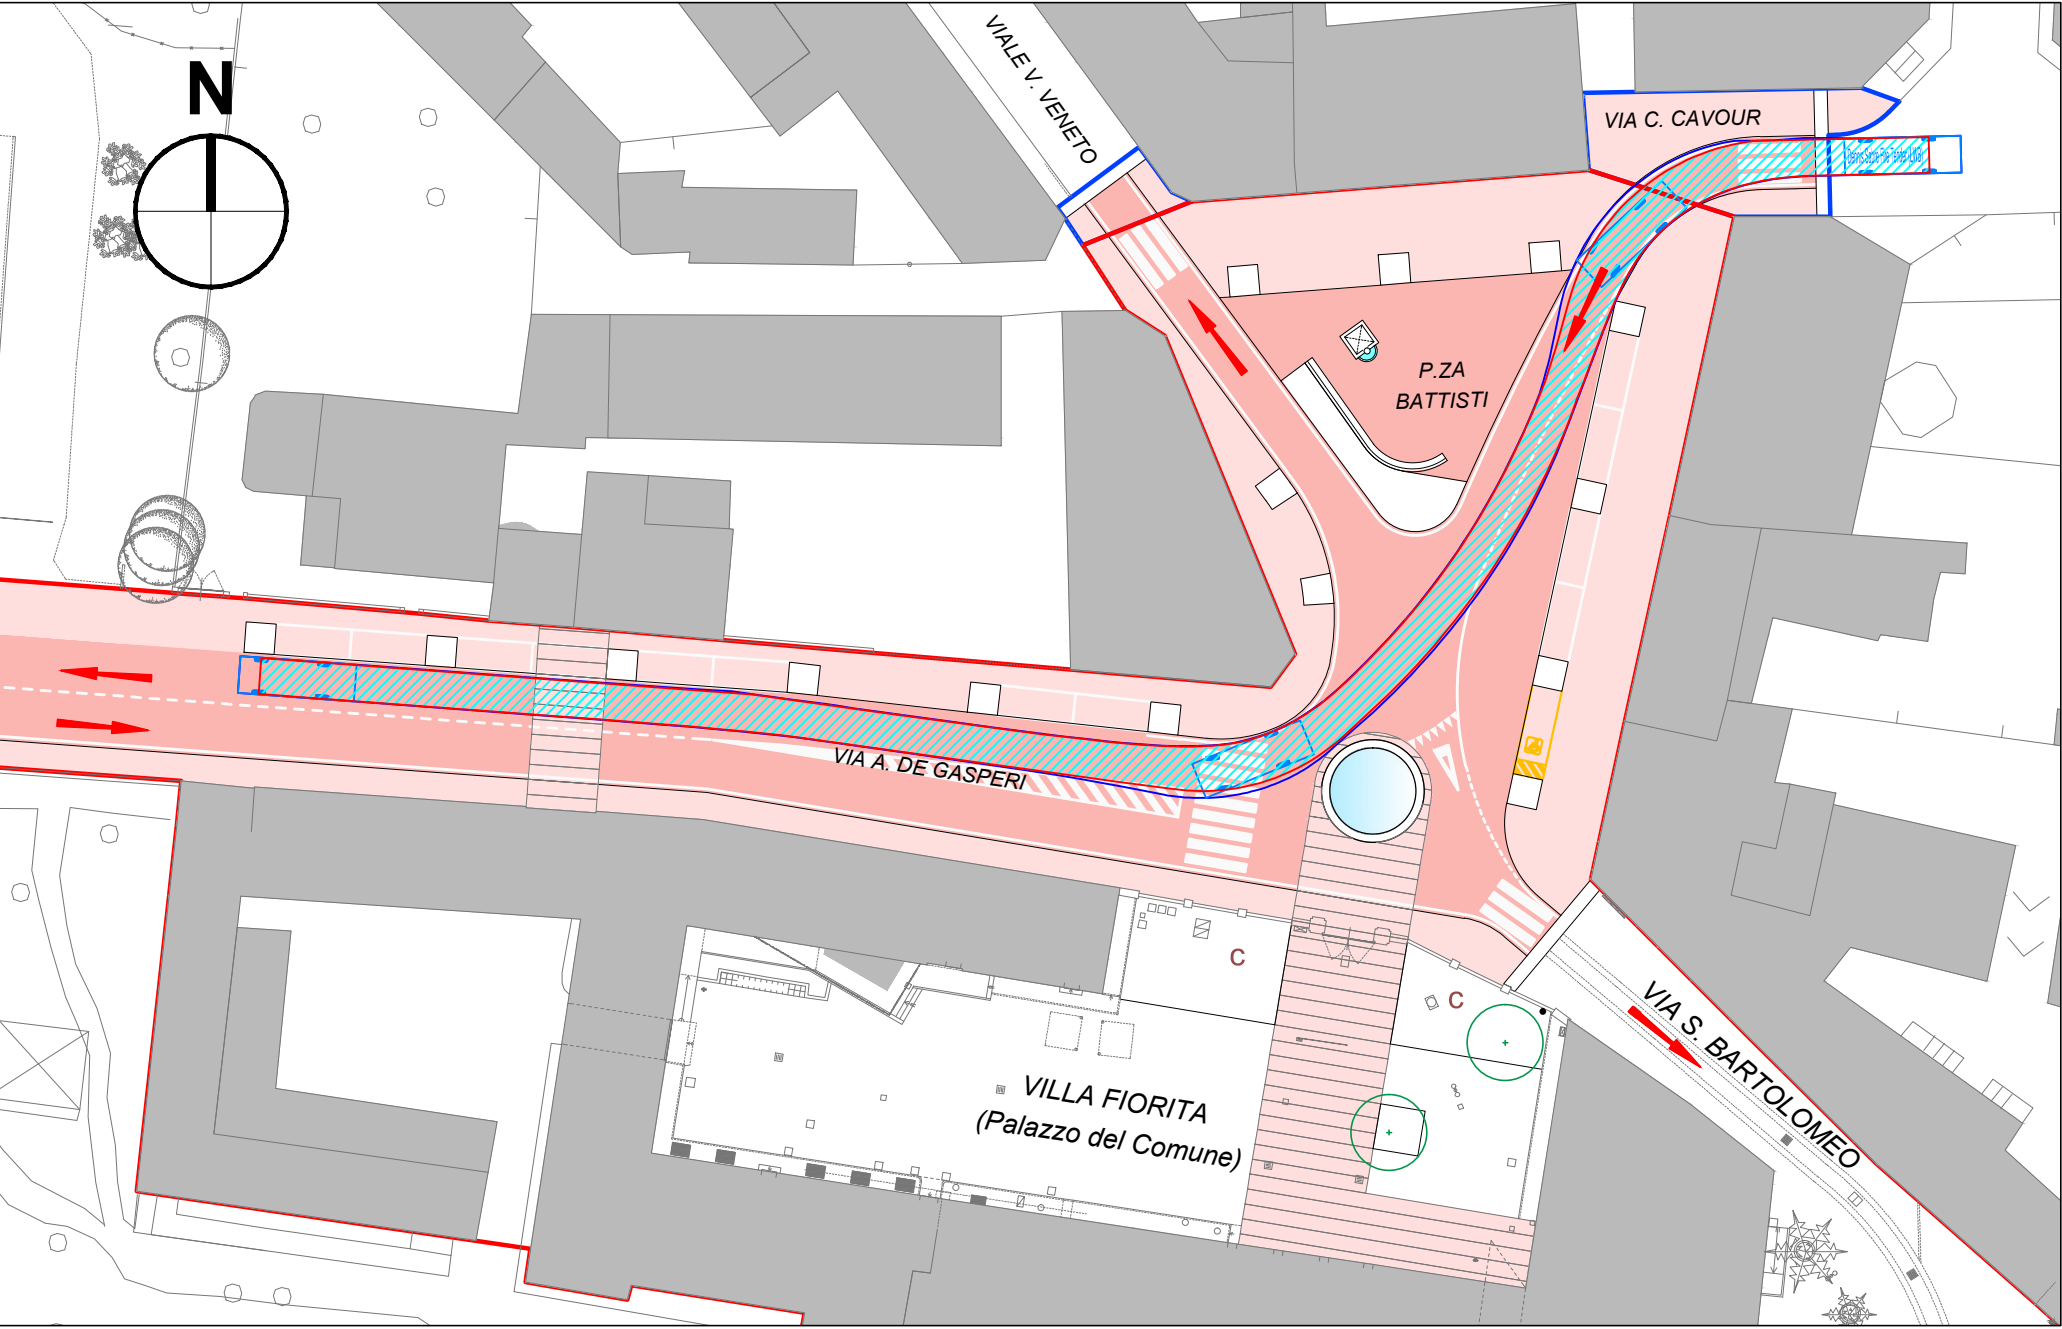 N
VIALE V. VENETO
VIA C. CAVOUR
P.ZA
BATTISTI
VIA A. DE GASPERI
C
C
VIA S. BARTOLOMEO
VILLA FIORITA
(Palazzo del Comune)